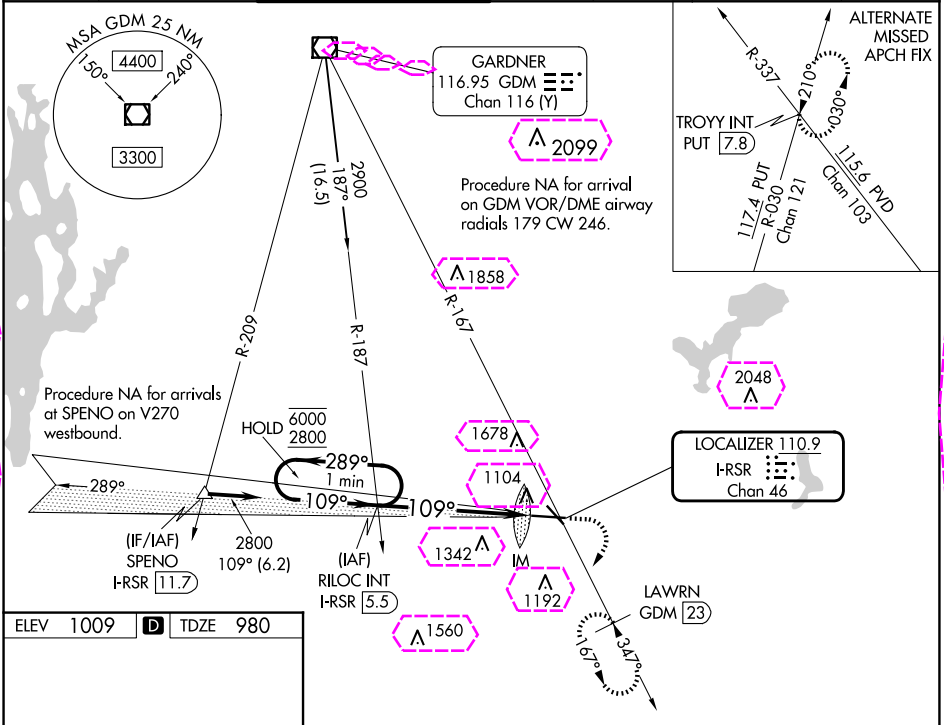 MSA GDM 25 NM
150°
240°
4400
3300
GARDNER
116.95 GDM
Chan 116 (Y)
2099
Procedure NA for arrival
on GDM VOR/DME airway
radials 179 CW 246.
ALTERNATE
MISSED
APCH FIX
R-337
210°
030°
TROYY INT
PUT 7.8
117.4 PUT
R-030
Chan 121
115.6 PVD
Chan 103
2900
187°
(16.5)
1858
R-209
R-187
R-167
Procedure NA for arrivals
at SPENO on V270
westbound.
HOLD 6000
2800
289°
1 min
109°
109°
289°
1678
1104
2048
LOCALIZER 110.9
I-RSR
Chan 46
(IF/IAF)
SPENO
I-RSR 11.7
2800
109° (6.2)
(IAF)
RILOC INT
I-RSR 5.5
1342
IM
1192
1560
LAWRN
GDM 23
167°
347°
ELEV 1009 D TDZE 980